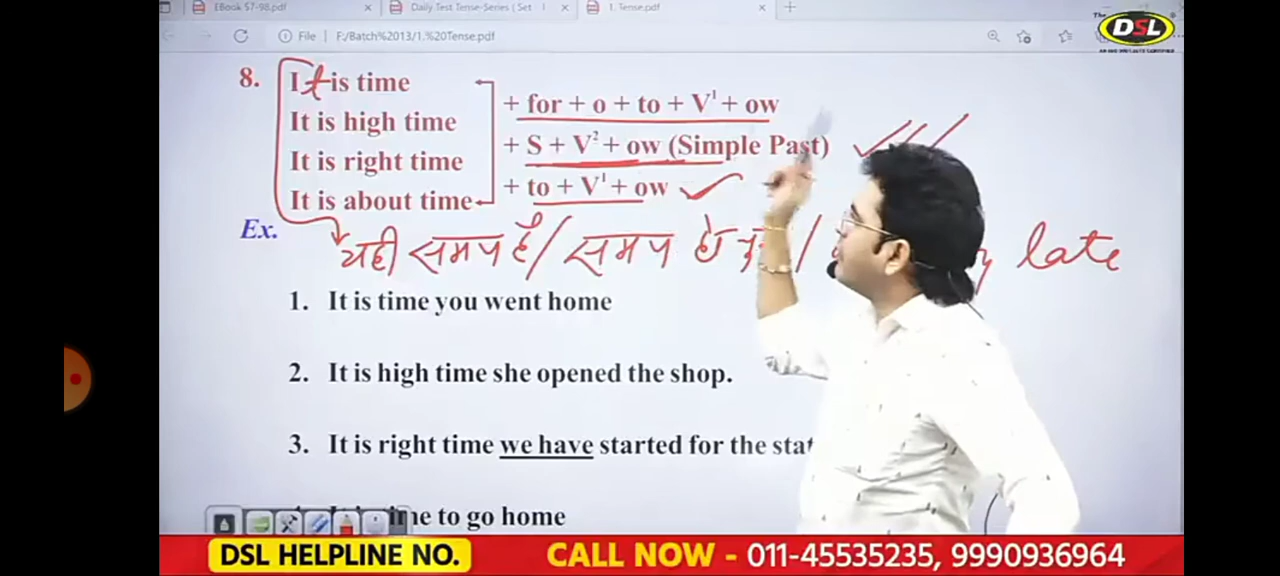 EBook 57-98.pdf
Daily Test Tense-Series ( Set
1. Tense.pdf
File | F:/Batch%2013/1.%20Tense.pdf
The DSL
8. It is time
It is high time
It is right time
It is about time
+ for + o + to + V¹ + ow
+ S + V² + ow (Simple Past)
+ to + V¹ + ow
Ex. यही समय है / समय हो / late
1. It is time you went home
2. It is high time she opened the shop.
3. It is right time we have started for the stat
me to go home
DSL HELPLINE NO. CALL NOW - 011-45535235, 9990936964